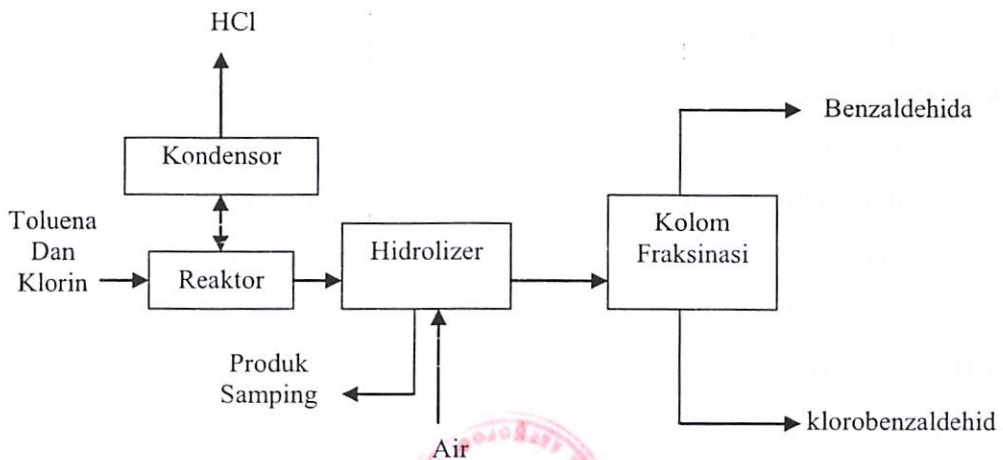 HCl
Kondensor
Toluena
Dan
Klorin
Reaktor
Hidrolizer
Produk
Samping
Air
Kolom
Fraksinasi
Benzaldehida
klorobenzaldehid